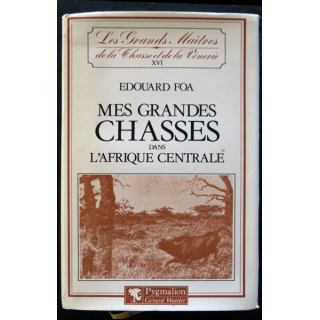 Les Grands Maîtres
de la Chasse et de la Vénerie
XVI
EDOUARD FOA
MES GRANDES
CHASSES
DANS
L'AFRIQUE CENTRALE
Pygmalion
Gérard Watelet